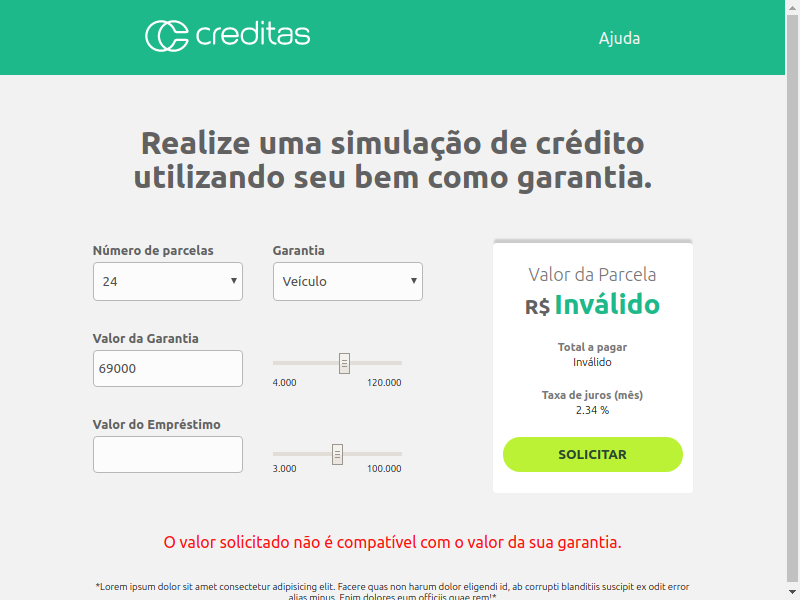 creditas
Ajuda
Realize uma simulação de crédito
utilizando seu bem como garantia.
Número de parcelas
Garantia
24
Veículo
Valor da Garantia
69000
4.000
120.000
Valor do Empréstimo
3.000
100.000
Valor da Parcela
R$ Inválido
Total a pagar
Inválido
Taxa de juros (mês)
2.34 %
SOLICITAR
O valor solicitado não é compatível com o valor da sua garantia.
*Lorem ipsum dolor sit amet consectetur adipisicing elit. Facere quas non harum dolor eligendi id, ab corrupti blanditiis suscipit ex odit error
alias minus. Enim dolores eum officiis quae rem!*